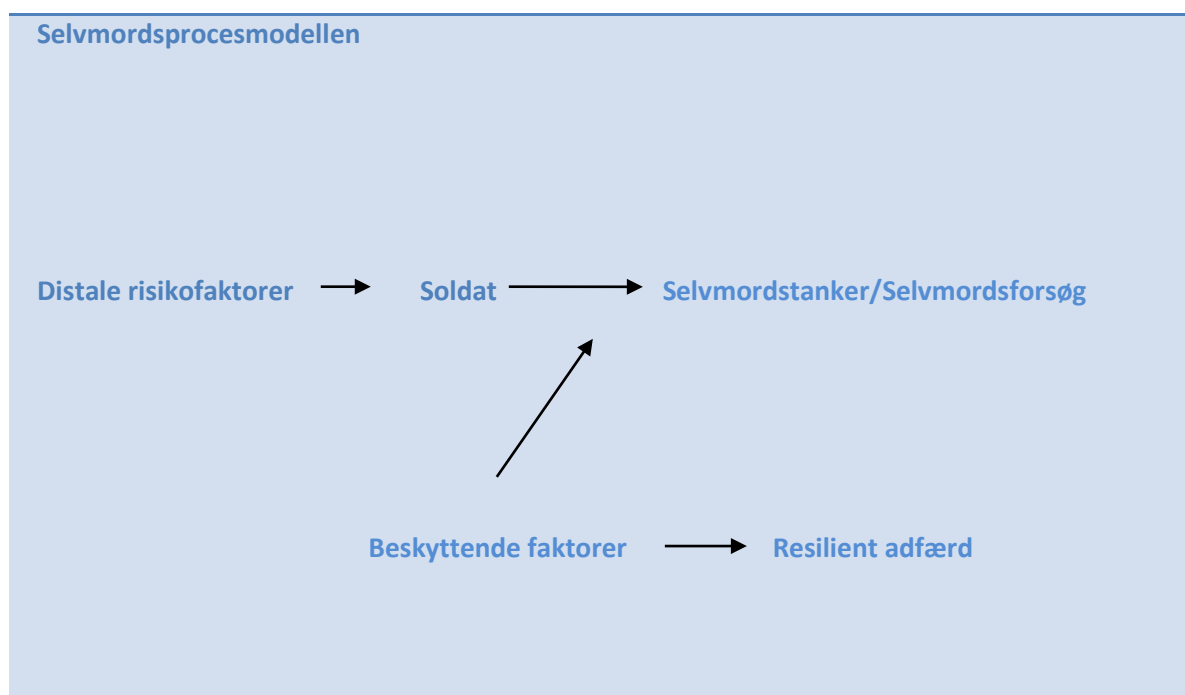 Selvmordsprocesmodellen
Distale risikofaktorer Soldat Selvmordstanker/Selvmordsforsøg
Beskyttende faktorer Resilient adfærd